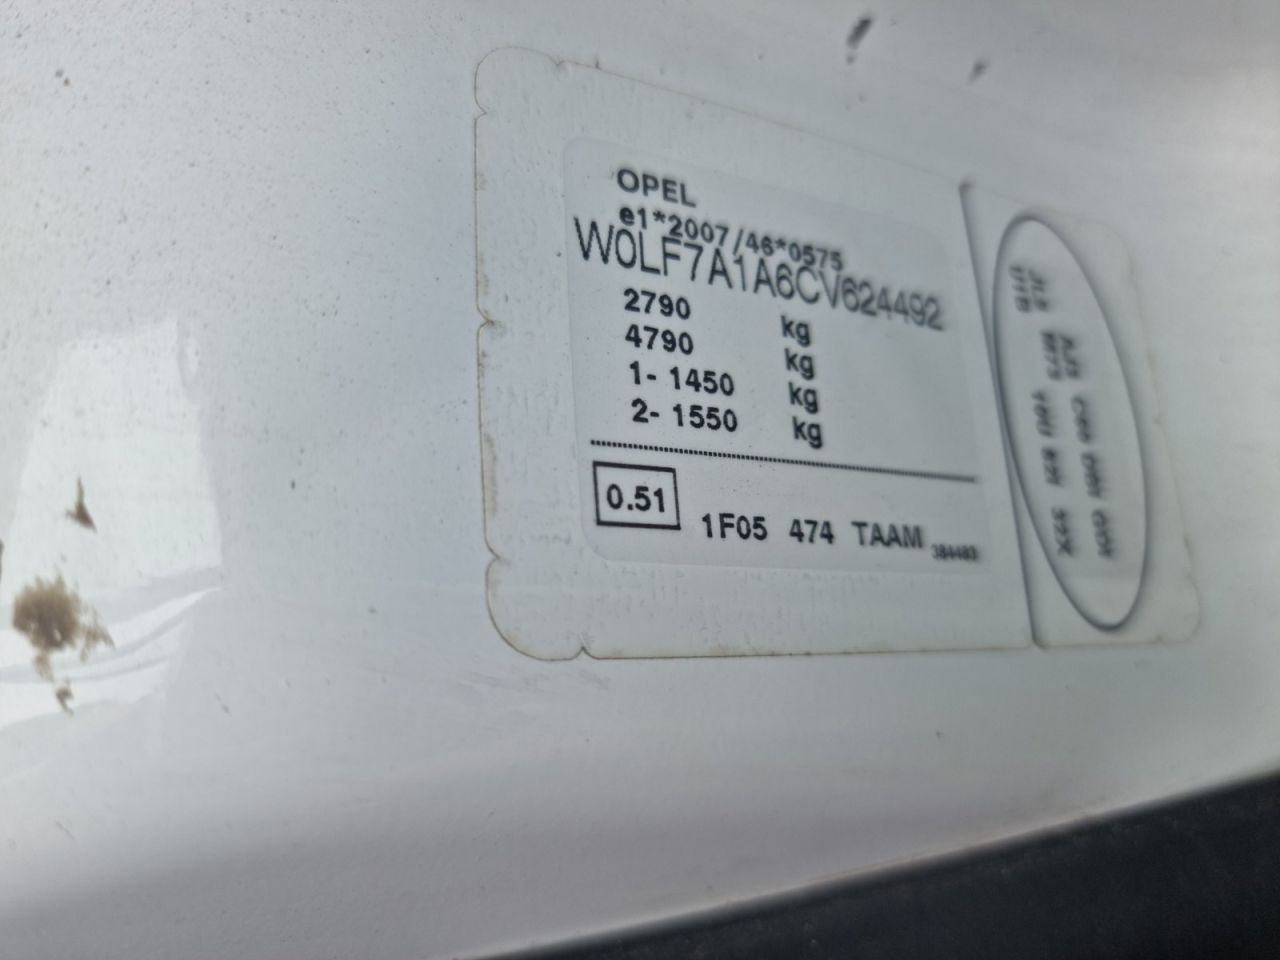 OPEL
e1*2007/46*0575
W0LF7A1A6CV624492
2790 kg
4790 kg
1- 1450 kg
2- 1550 kg
0.51
1F05 474 TAAM